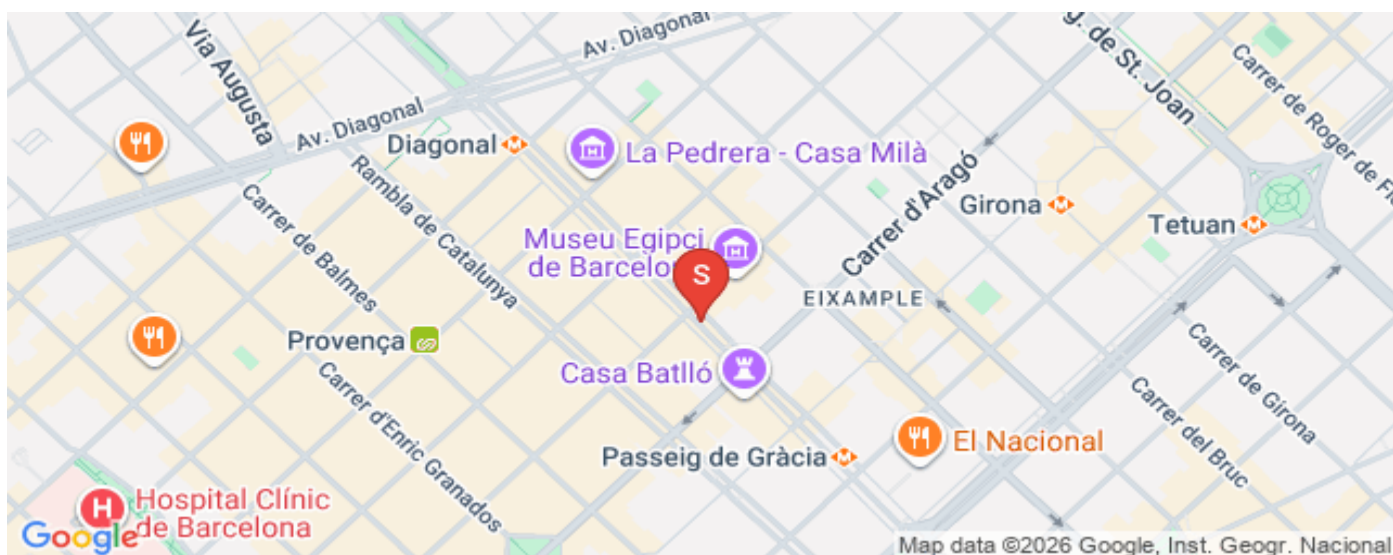 Via Augusta
Av. Diagonal
Av. Diagonal
g. de St. Joan
Carrer de Roger de Fl
Diagonal
La Pedrera - Casa Milà
Rambla de Catalunya
Carrer d'Aragó
Girona
Tetuan
Carrer de Balmes
Museu Egipci
de Barcelon
S
EIXAMPLE
Provença
Casa Batlló
Carrer de Girona
Carrer d'Enric Granados
Carrer del Bruc
Passeig de Gràcia
El Nacional
H
Hospital Clínic
de Barcelona
Google
Map data ©2026 Google, Inst. Geogr. Nacional